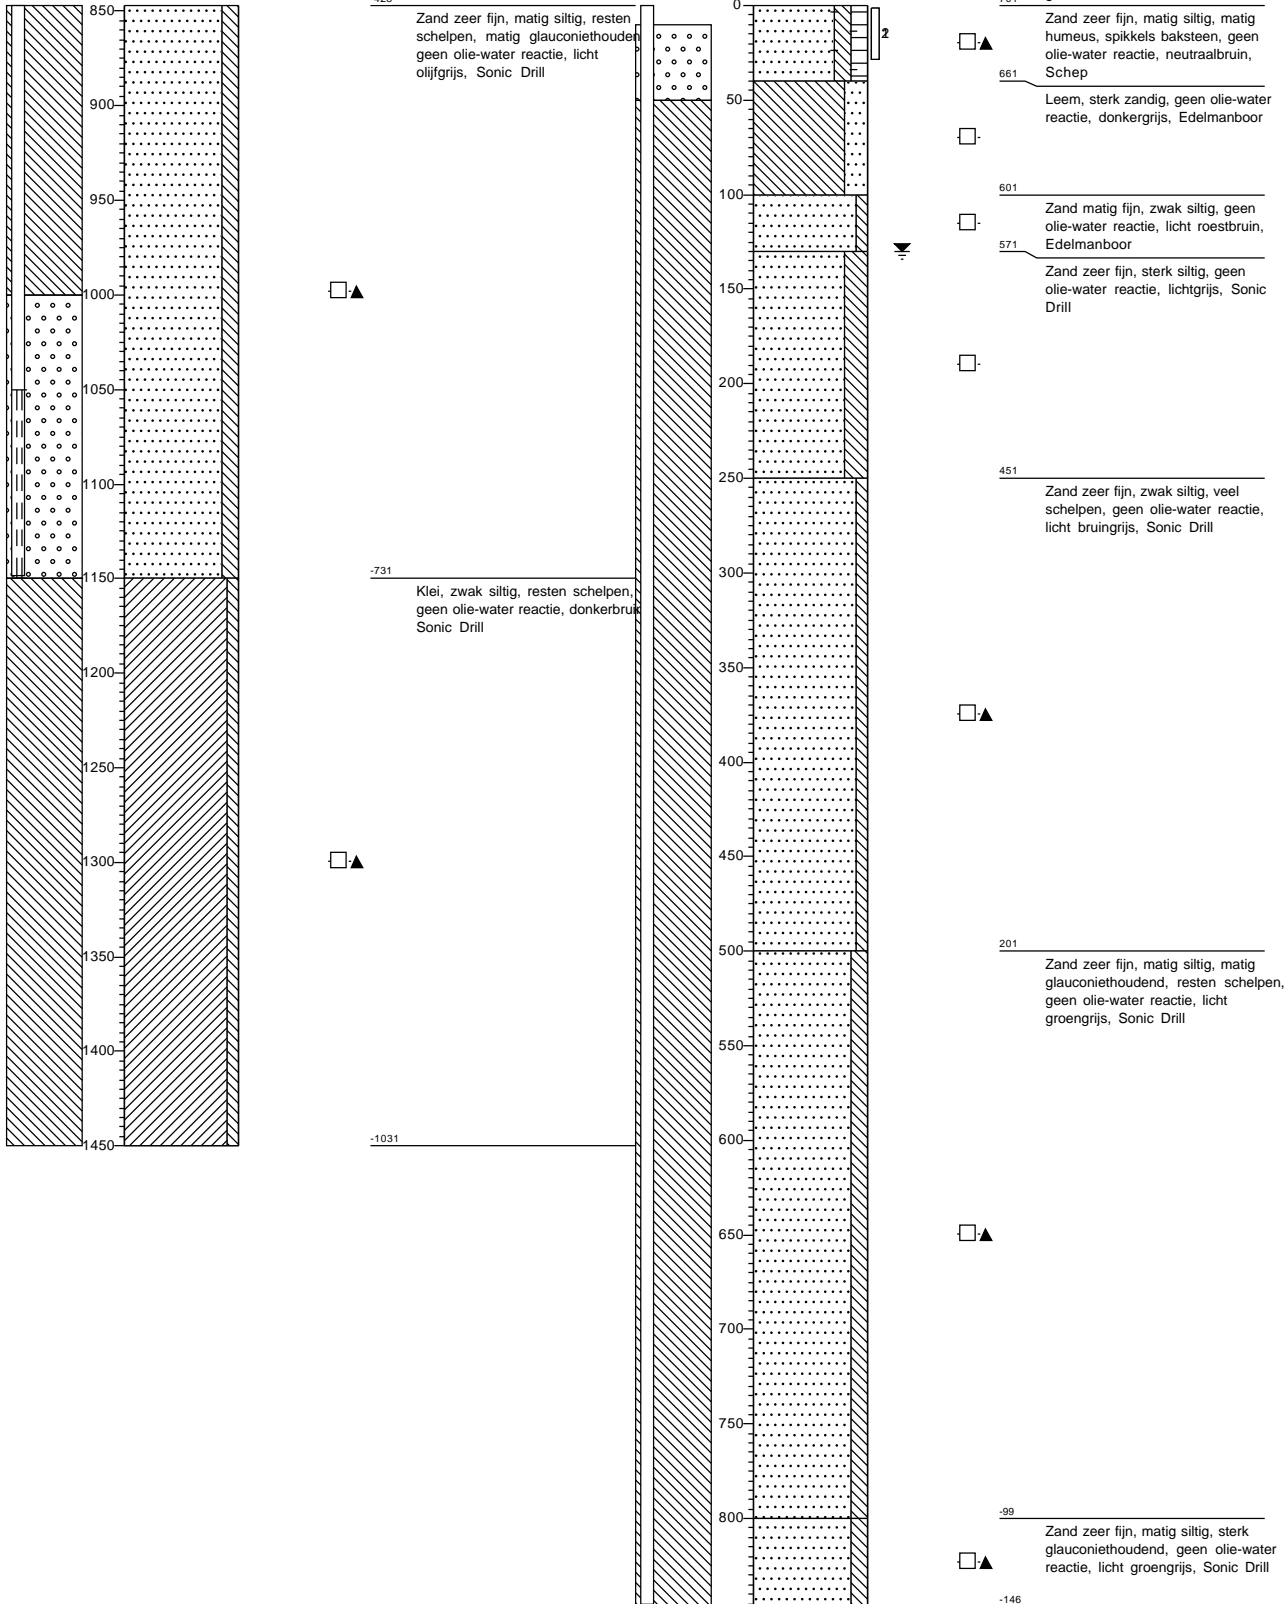 850
900
950
1000
1050
1100
1150
1200
1250
1300
1350
1400
1450
Zand zeer fijn, matig siltig, resten
schelpen, matig glauconiethouden
geen olie-water reactie, licht
olijfgrijs, Sonic Drill
-731
Klei, zwak siltig, resten schelpen,
geen olie-water reactie, donkerbruin
Sonic Drill
-1031
0
50
100
150
200
250
300
350
400
450
500
550
600
650
700
750
800
Zand zeer fijn, matig siltig, matig
humeus, spikkels baksteen, geen
olie-water reactie, neutraalbruin,
Schep
661
Leem, sterk zandig, geen olie-water
reactie, donkergrijs, Edelmanboor
601
Zand matig fijn, zwak siltig, geen
olie-water reactie, licht roestbruin,
Edelmanboor
571
Zand zeer fijn, sterk siltig, geen
olie-water reactie, lichtgrijs, Sonic
Drill
451
Zand zeer fijn, zwak siltig, veel
schelpen, geen olie-water reactie,
licht bruingrijs, Sonic Drill
201
Zand zeer fijn, matig siltig, matig
glauconiethoudend, resten schelpen,
geen olie-water reactie, licht
groengrijs, Sonic Drill
-99
Zand zeer fijn, matig siltig, sterk
glauconiethoudend, geen olie-water
reactie, licht groengrijs, Sonic Drill
-146